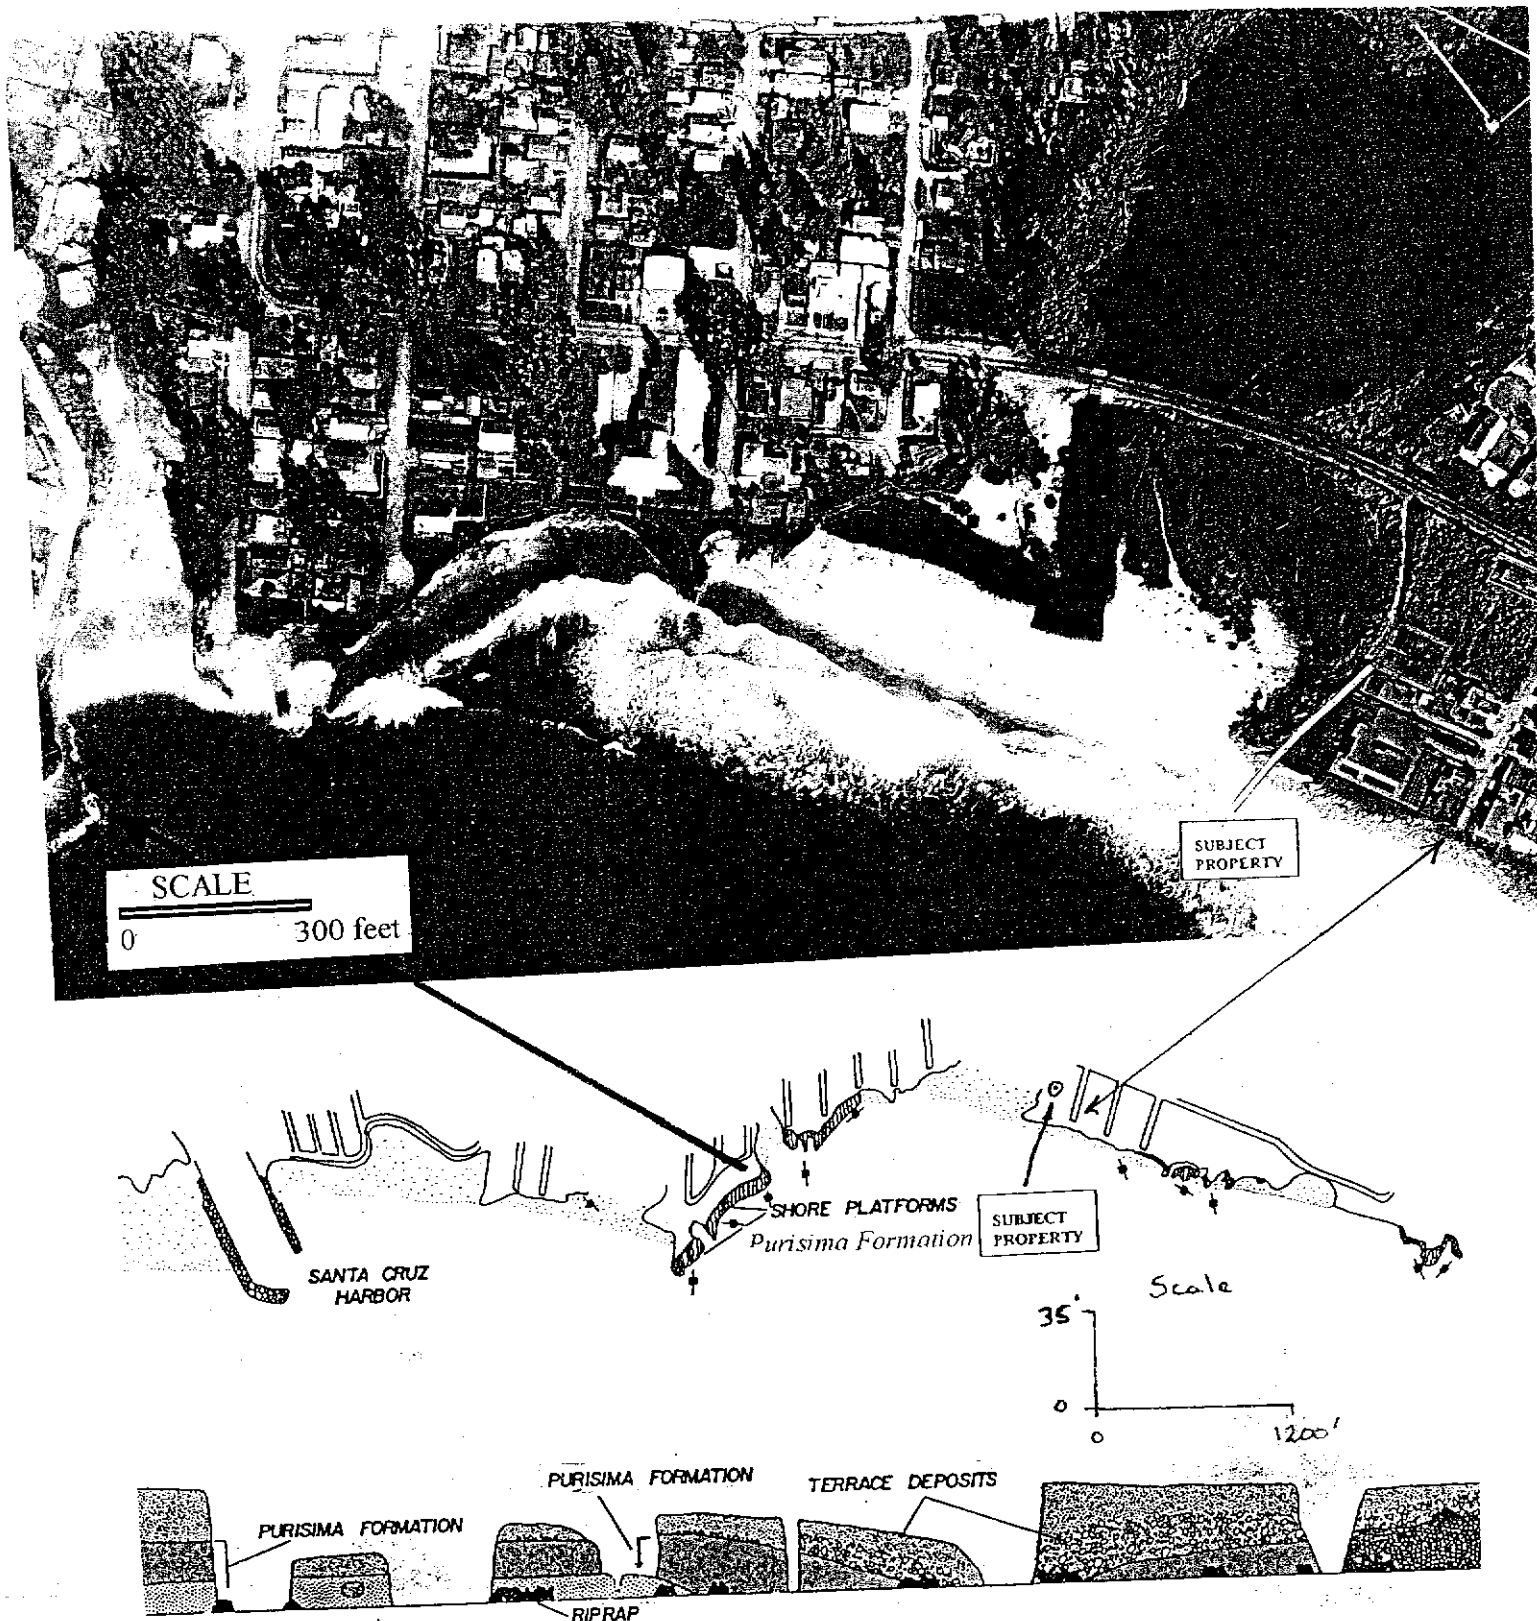 SUBJECT
PROPERTY
SCALE
0 300 feet
SHORE PLATFORMS
Purisima Formation
SUBJECT
PROPERTY
SANTA CRUZ
HARBOR
Scale
35'
0
0 1200'
PURISIMA FORMATION
TERRACE DEPOSITS
PURISIMA FORMATION
RIPRAP